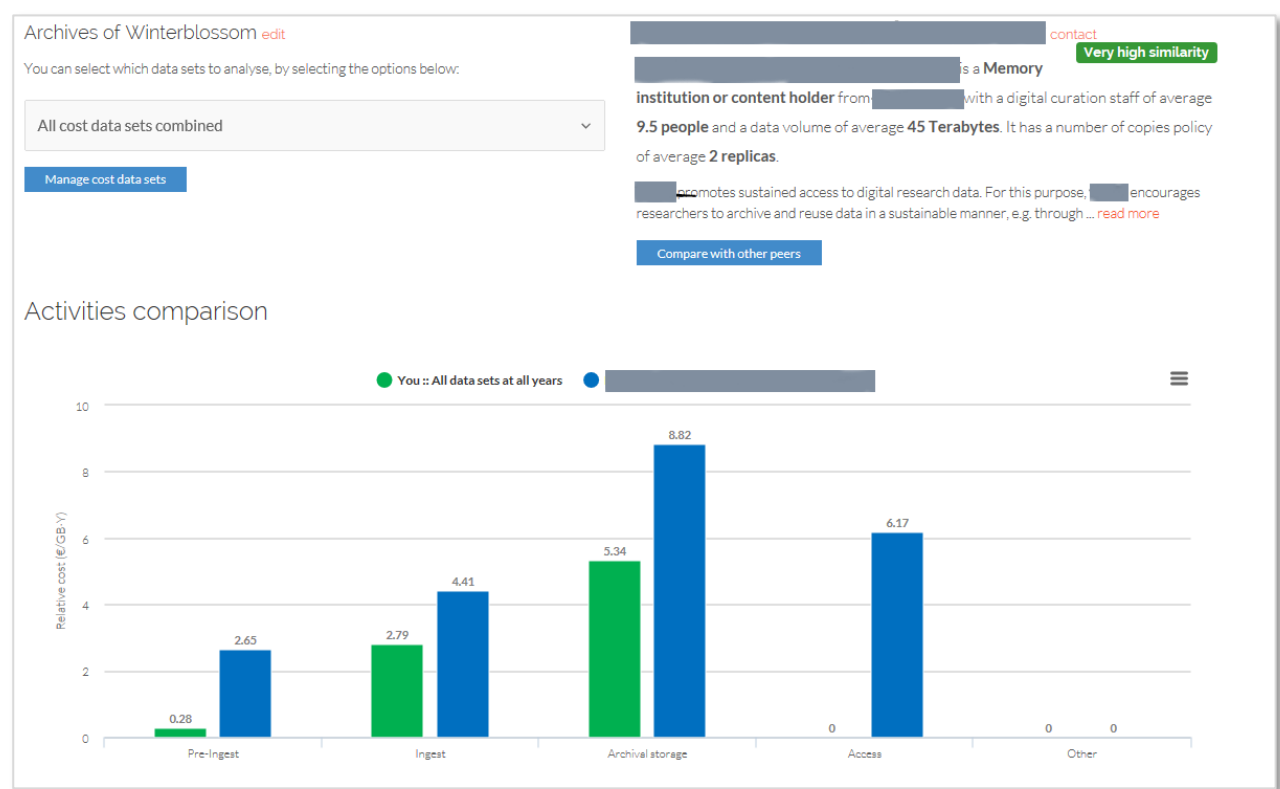 Archives of Winterblossom edit
You can select which data sets to analyse, by selecting the options below:
All cost data sets combined
Manage cost data sets
contact
Very high similarity
is a Memory
institution or content holder from with a digital curation staff of average
9.5 people and a data volume of average 45 Terabytes. It has a number of copies policy
of average 2 replicas.
promotes sustained access to digital research data. For this purpose, encourages
researchers to archive and reuse data in a sustainable manner, e.g. through ... read more
Compare with other peers
Activities comparison
You :: All data sets at all years
Relative cost (€/GB·Y)
10
8
6
4
2
0
0.28
2.65
2.79
4.41
5.34
8.82
0
6.17
0
0
Pre-Ingest
Ingest
Archival storage
Access
Other